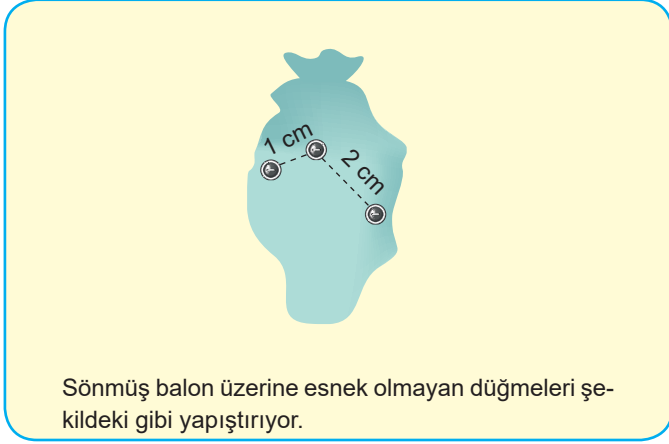 1 cm
2 cm
Sönmüş balon üzerine esnek olmayan düğmeleri şe-
kildeki gibi yapıştırıyor.